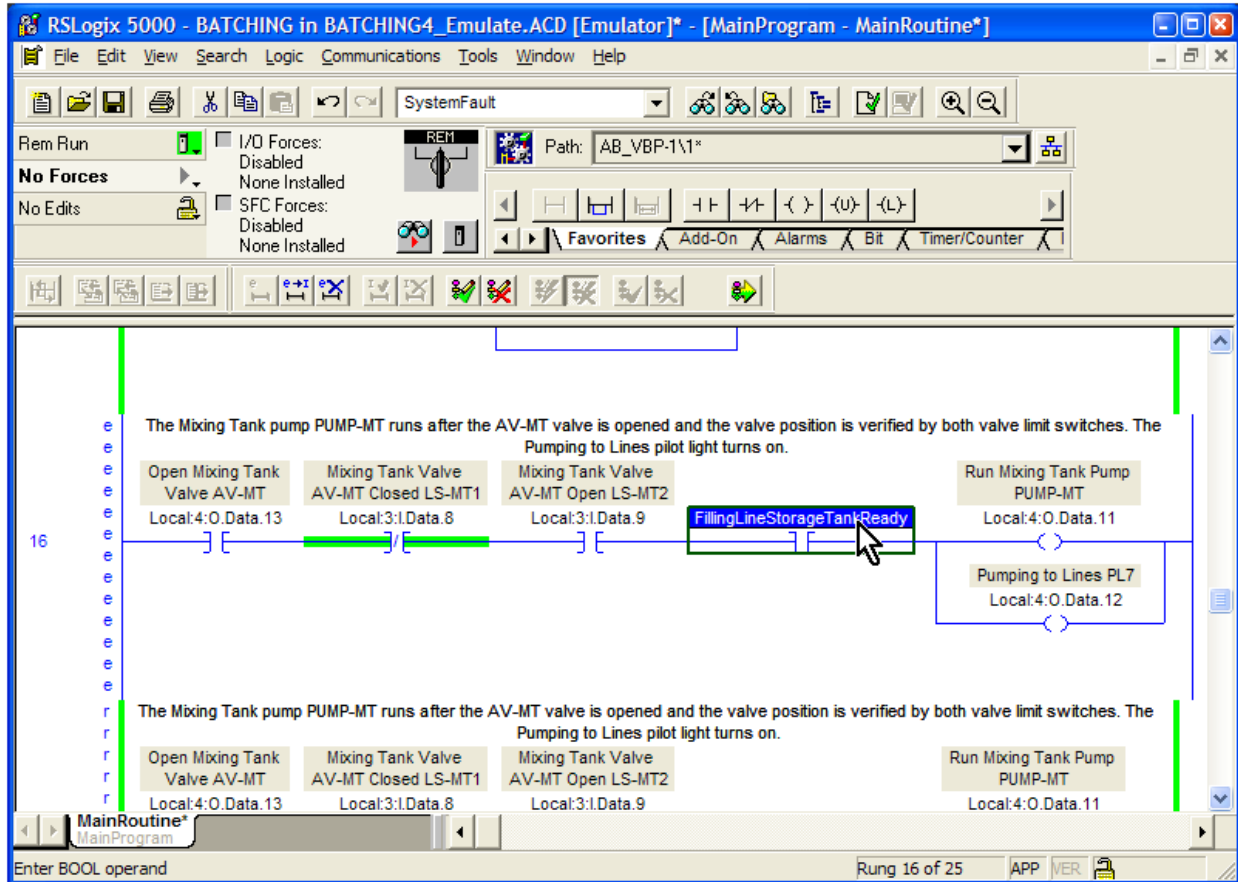 RSLogix 5000 - BATCHING in BATCHING4_Emulate.ACD [Emulator]* - [MainProgram - MainRoutine*]
File Edit View Search Logic Communications Tools Window Help
SystemFault
Rem Run
No Forces
No Edits
I/O Forces:
Disabled
None Installed
SFC Forces:
Disabled
None Installed
REM
Path: AB_VBP-1\1*
Favorites Add-On Alarms Bit Timer/Counter
The Mixing Tank pump PUMP-MT runs after the AV-MT valve is opened and the valve position is verified by both valve limit switches. The
Pumping to Lines pilot light turns on.
Open Mixing Tank
Valve AV-MT
Local:4:O.Data.13
Mixing Tank Valve
AV-MT Closed LS-MT1
Local:3:I.Data.8
Mixing Tank Valve
AV-MT Open LS-MT2
Local:3:I.Data.9
FillingLineStorageTankReady
Run Mixing Tank Pump
PUMP-MT
Local:4:O.Data.11
Pumping to Lines PL7
Local:4:O.Data.12
16
e
e
e
e
e
e
e
e
e
e
e
e
e
r
r
r
r
r
The Mixing Tank pump PUMP-MT runs after the AV-MT valve is opened and the valve position is verified by both valve limit switches. The
Pumping to Lines pilot light turns on.
Open Mixing Tank
Valve AV-MT
Local:4:O.Data.13
Mixing Tank Valve
AV-MT Closed LS-MT1
Local:3:I.Data.8
Mixing Tank Valve
AV-MT Open LS-MT2
Local:3:I.Data.9
Run Mixing Tank Pump
PUMP-MT
Local:4:O.Data.11
MainRoutine*
MainProgram
Enter BOOL operand
Rung 16 of 25
APP
VER